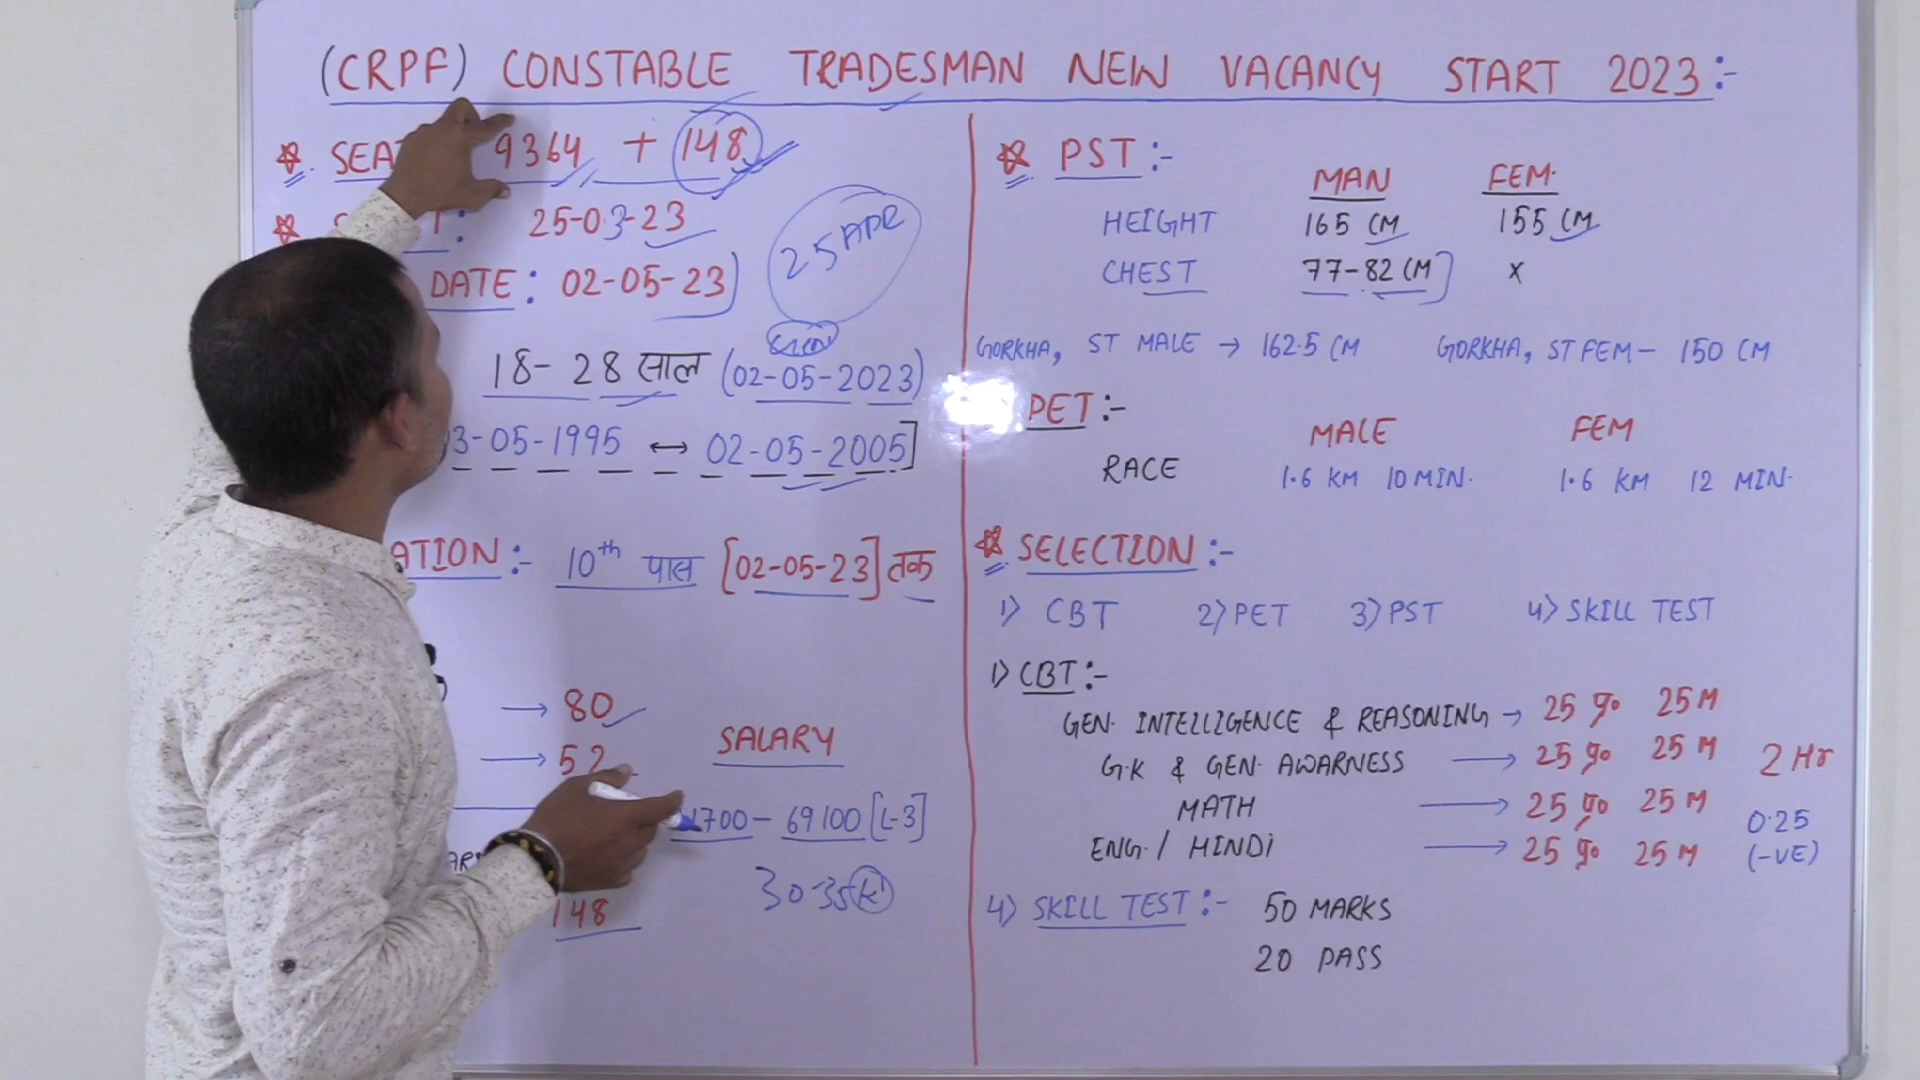 (CRPF) CONSTABLE TRADESMAN NEW VACANCY START 2023:-
9364 + 148
25-03-23
DATE: 02-05-23)
25 APR
18- 28 साल (02-05-2023)
3-05-1995 ↔ 02-05-2005]
ATION:- 10th पास [02-05-23] तक
→ 80
→ 52
SALARY
1700 - 69100 [L-3]
30-35K
148
PST:-
MAN FEM.
HEIGHT 165 CM 155 CM
CHEST 77-82 CM] x
GORKHA, ST MALE → 162.5 CM GORKHA, ST FEM- 150 CM
PET:-
MALE FEM
RACE 1.6 KM 10 MIN. 1.6 KM 12 MIN.
SELECTION:-
1) CBT 2) PET 3) PST 4) SKILL TEST
1) CBT:-
GEN. INTELLIGENCE & REASONING → 25 प्र० 25 M
G.K & GEN. AWARNESS → 25 प्र० 25 M
2 Hr
MATH → 25 प्र० 25 M
ENG. / HINDI → 25 प्र० 25 M
0.25
(-VE)
4) SKILL TEST:- 50 MARKS
20 PASS